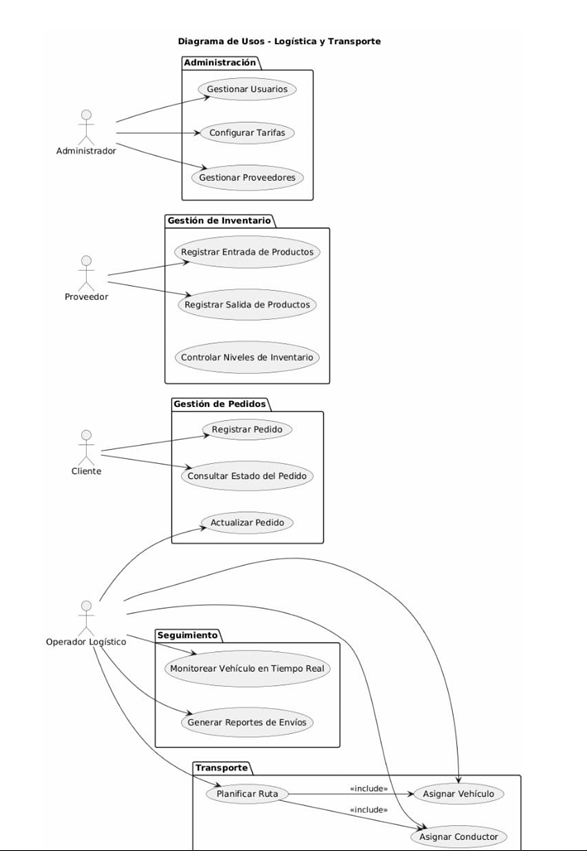 Diagrama de Usos - Logística y Transporte
Administración
Gestionar Usuarios
Configurar Tarifas
Gestionar Proveedores
Administrador
Gestión de Inventario
Registrar Entrada de Productos
Registrar Salida de Productos
Controlar Niveles de Inventario
Proveedor
Gestión de Pedidos
Registrar Pedido
Consultar Estado del Pedido
Actualizar Pedido
Cliente
Operador Logístico
Seguimiento
Monitorear Vehículo en Tiempo Real
Generar Reportes de Envíos
Transporte
Planificar Ruta
«include»
Asignar Vehículo
«include»
Asignar Conductor